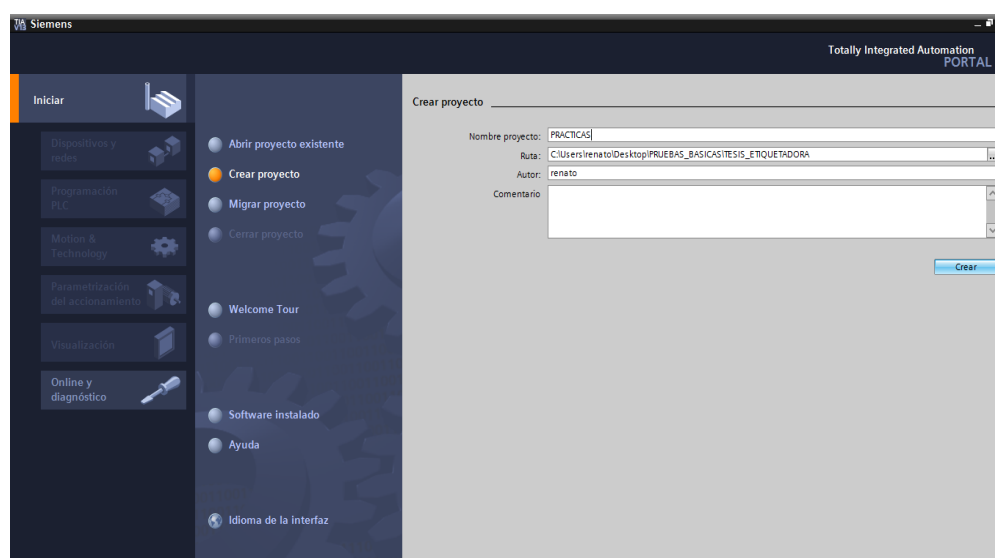 Siemens
Totally Integrated Automation
PORTAL
Iniciar
Dispositivos y
redes
Programación
PLC
Motion &
Technology
Parametrización
del accionamiento
Visualización
Online y
diagnóstico
Abrir proyecto existente
Crear proyecto
Migrar proyecto
Cerrar proyecto
Welcome Tour
Primeros pasos
Software instalado
Ayuda
Idioma de la interfaz
Crear proyecto
Nombre proyecto: PRACTICAS
Ruta: C:\Users\renato\Desktop\PRUEBAS_BASICAS\TESIS_ETIQUETADORA
Autor: renato
Comentario
Crear